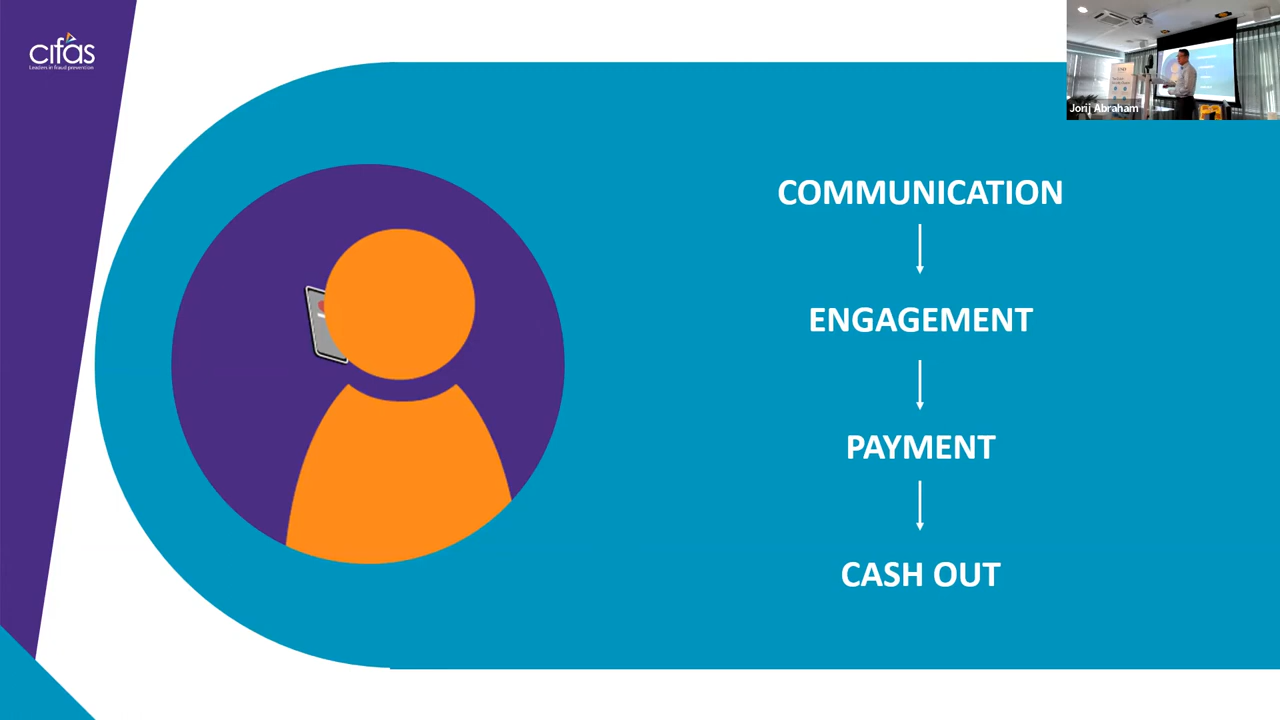 cifas
Leaders in fraud prevention
Jorij Abraham
COMMUNICATION
ENGAGEMENT
PAYMENT
CASH OUT